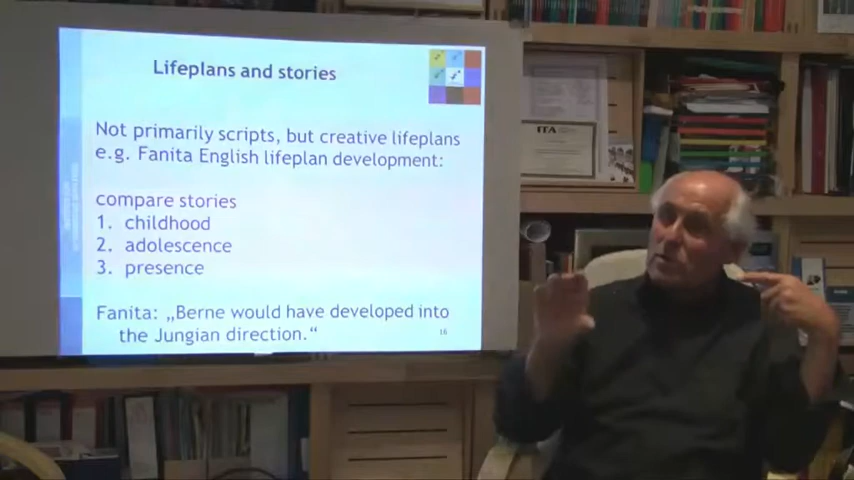 Lifeplans and stories
Not primarily scripts, but creative lifeplans
e.g. Fanita English lifeplan development:
compare stories
1. childhood
2. adolescence
3. presence
Fanita: „Berne would have developed into
the Jungian direction.“
16
ITA